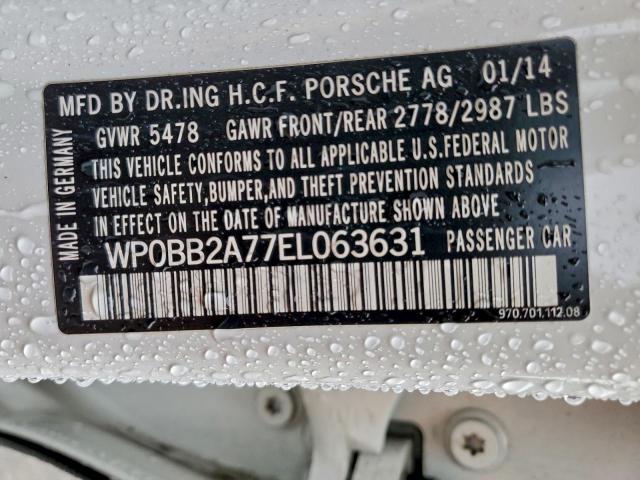 MFD BY DR.ING H.C.F. PORSCHE AG 01/14
GVWR 5478 GAWR FRONT/REAR 2778/2987 LBS
THIS VEHICLE CONFORMS TO ALL APPLICABLE U.S.FEDERAL MOTOR
VEHICLE SAFETY,BUMPER,AND THEFT PREVENTION STANDARDS
IN EFFECT ON THE DATE OF MANUFACTURE SHOWN ABOVE
WP0BB2A77EL063631 PASSENGER CAR
970.701.112.08
MADE IN GERMANY